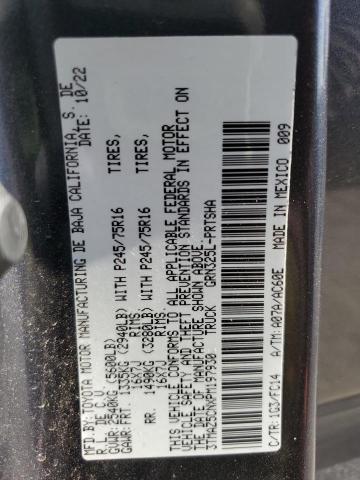 MFD.BY:TOYOTA MOTOR MANUFACTURING DE BAJA CALIFORNIA, S. DE
R.L. DE C.V. DATE: 10/22
GVWR: 2540KG (5600LB)
GAWR: FRT. 1335KG (2940LB) WITH P245/75R16 TIRES,
16X7J RIMS,
RR. 1490KG (3280LB) WITH P245/75R16 TIRES,
16X7J RIMS.
THIS VEHICLE CONFORMS TO ALL APPLICABLE FEDERAL MOTOR
VEHICLE SAFETY AND THEFT PREVENTION STANDARDS IN EFFECT ON
THE DATE OF MANUFACTURE SHOWN ABOVE.
TRUCK GRN325L-PRTSHA
C/TR: 1G3/FC14 A/TM: A07A/AC60E MADE IN MEXICO 009